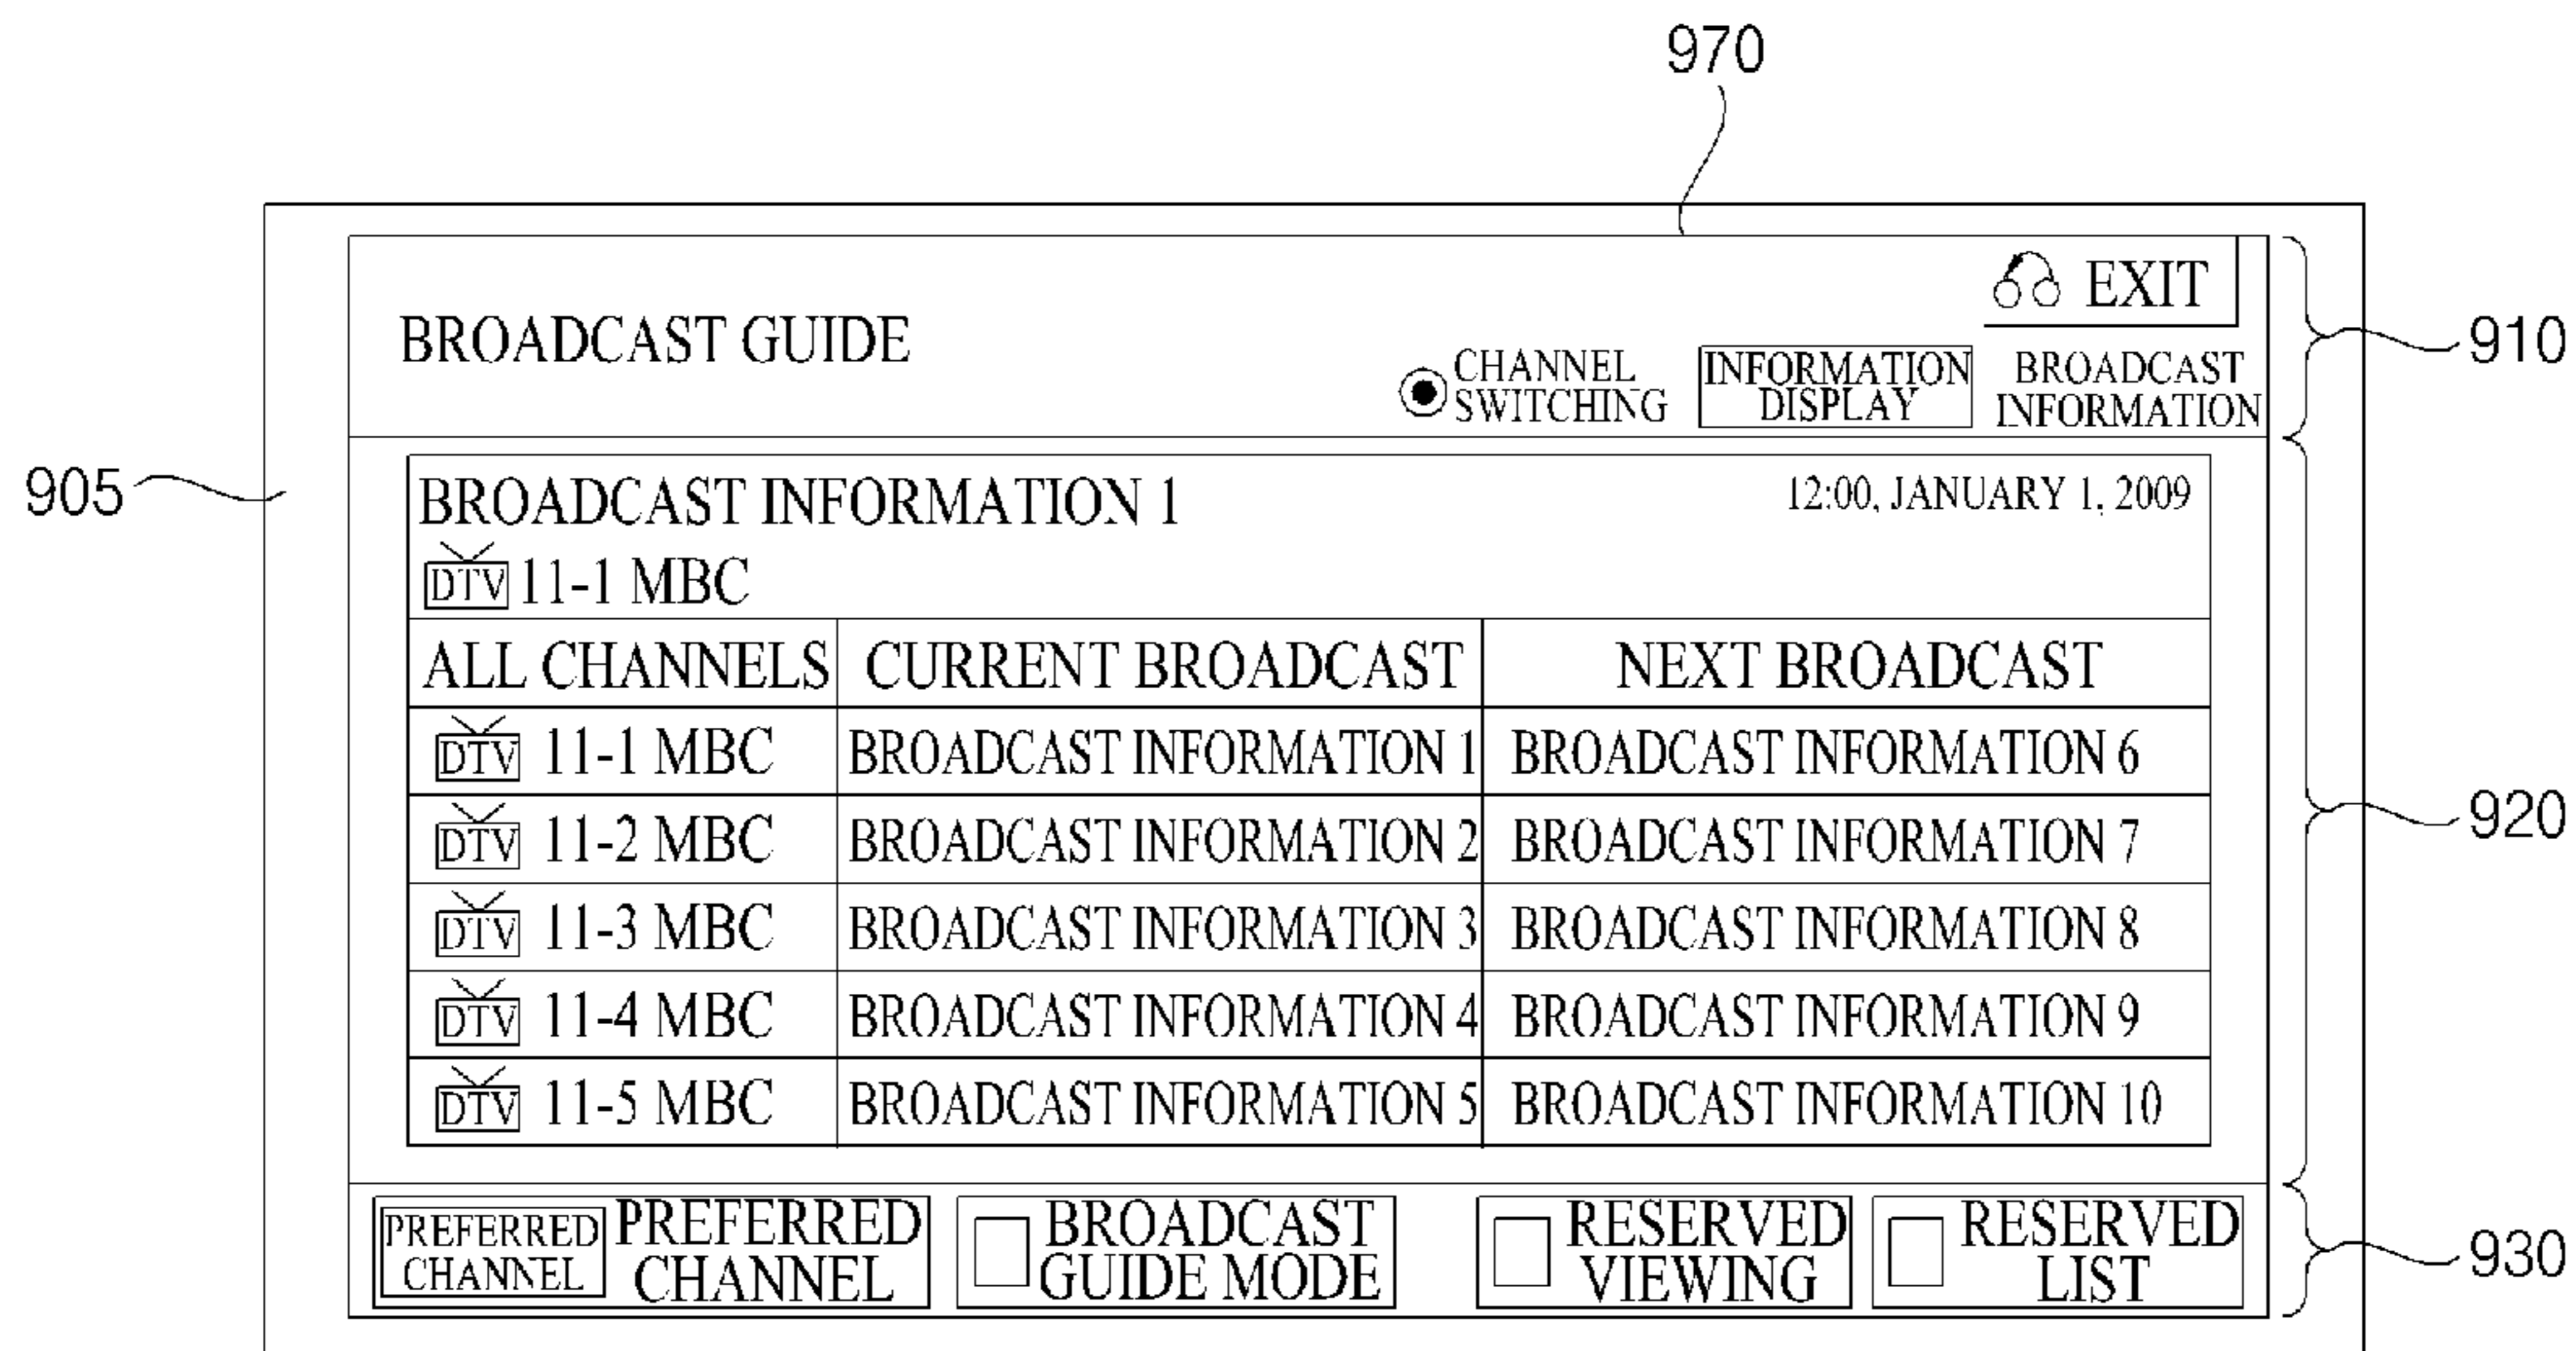 970
EXIT
BROADCAST GUIDE
CHANNEL SWITCHING
INFORMATION DISPLAY
BROADCAST INFORMATION
910
905
BROADCAST INFORMATION 1
12:00, JANUARY 1, 2009
DTV 11-1 MBC
ALL CHANNELS CURRENT BROADCAST NEXT BROADCAST
DTV 11-1 MBC BROADCAST INFORMATION 1 BROADCAST INFORMATION 6
DTV 11-2 MBC BROADCAST INFORMATION 2 BROADCAST INFORMATION 7
920
DTV 11-3 MBC BROADCAST INFORMATION 3 BROADCAST INFORMATION 8
DTV 11-4 MBC BROADCAST INFORMATION 4 BROADCAST INFORMATION 9
DTV 11-5 MBC BROADCAST INFORMATION 5 BROADCAST INFORMATION 10
PREFERRED CHANNEL
PREFERRED CHANNEL
BROADCAST GUIDE MODE
RESERVED VIEWING
RESERVED LIST
930